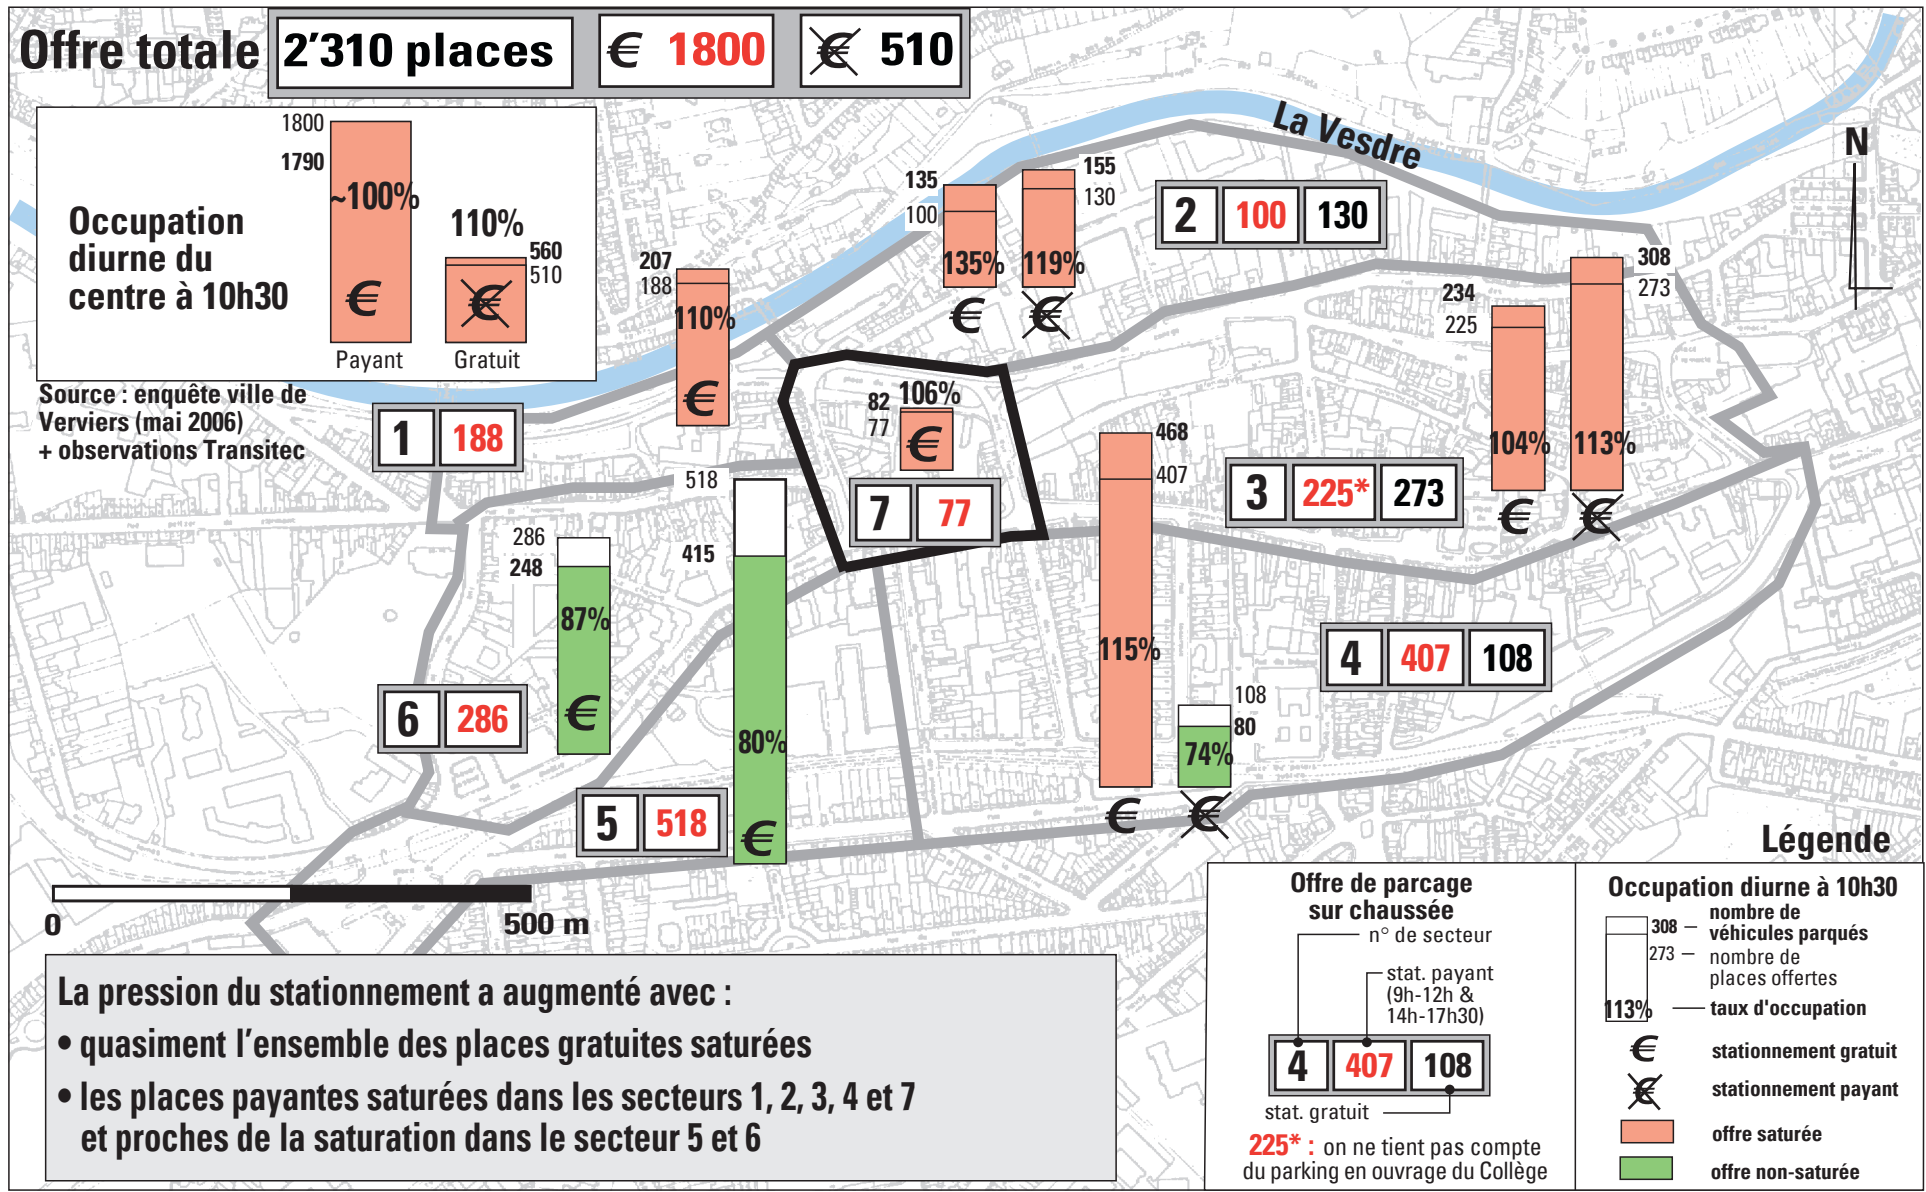 Offre totale 2'310 places € 1800 € 510
Occupation
diurne du
centre à 10h30
1800
1790
~100%
€
Payant
110%
560
510
€
Gratuit
Source : enquête ville de
Verviers (mai 2006)
+ observations Transitec
La Vesdre
N
1 188
207
188
110%
€
135
100
135%
€
155
130
119%
€
2 100 130
234
225
104%
€
308
273
113%
€
3 225* 273
106%
82
77
€
7 77
468
407
115%
€
108
80
74%
€
4 407 108
518
415
80%
€
5 518
286
248
87%
€
6 286
0 500 m
La pression du stationnement a augmenté avec :
• quasiment l'ensemble des places gratuites saturées
• les places payantes saturées dans les secteurs 1, 2, 3, 4 et 7
et proches de la saturation dans le secteur 5 et 6
Légende
Offre de parcage
sur chaussée
n° de secteur
stat. payant
(9h-12h &
14h-17h30)
4 407 108
stat. gratuit
225* : on ne tient pas compte
du parking en ouvrage du Collège
Occupation diurne à 10h30
308
nombre de
véhicules parqués
273
nombre de
places offertes
113%
taux d'occupation
€ stationnement gratuit
€ stationnement payant
offre saturée
offre non-saturée